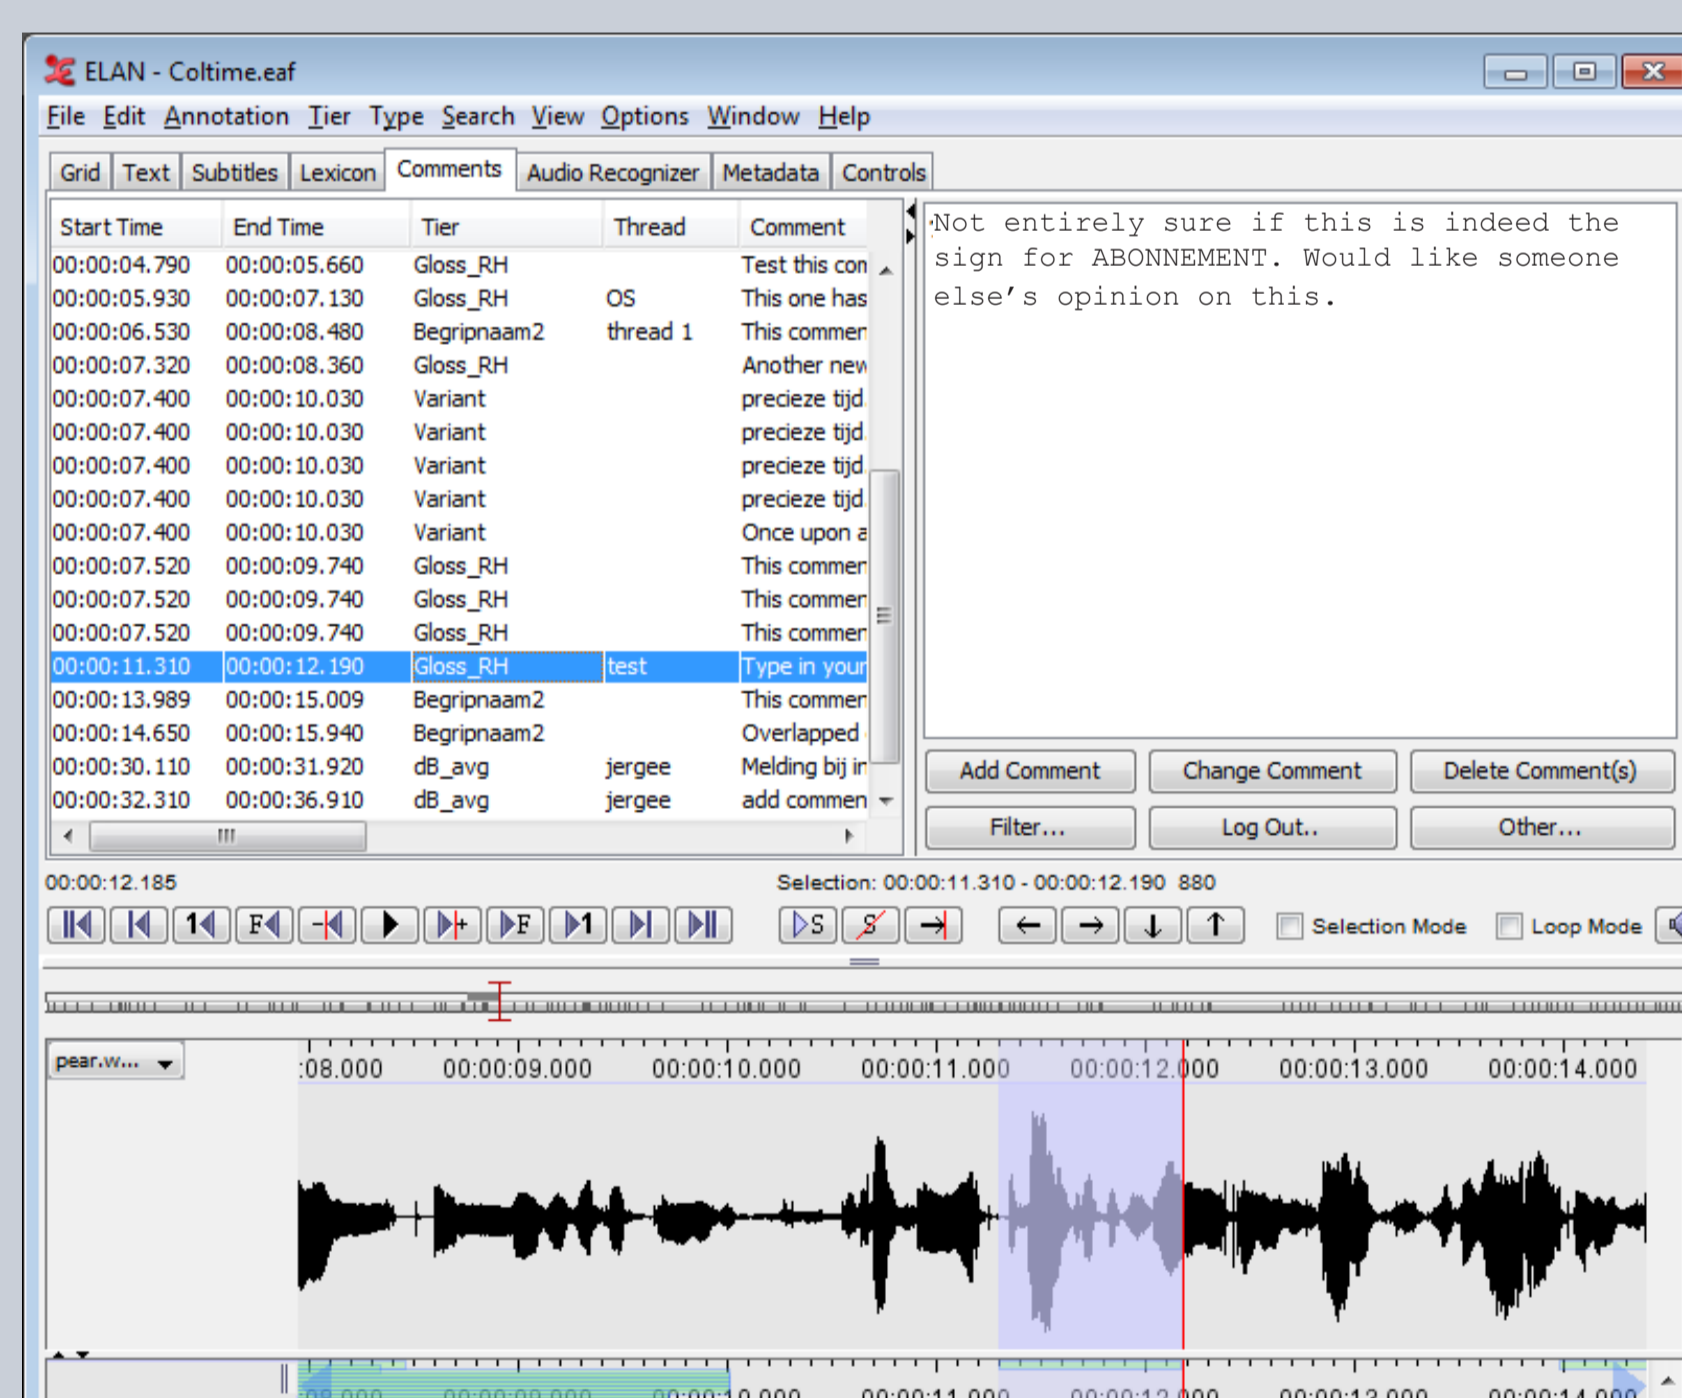 ELAN - Coltime.eaf
File Edit Annotation Tier Type Search View Options Window Help
Grid Text Subtitles Lexicon Comments Audio Recognizer Metadata Controls
Start Time End Time Tier Thread Comment
00:00:04.790 00:00:05.660 Gloss_RH Test this com
00:00:05.930 00:00:07.130 Gloss_RH OS This one has
00:00:06.530 00:00:08.480 Begripnaam2 thread 1 This commen
00:00:07.320 00:00:08.360 Gloss_RH Another new
00:00:07.400 00:00:10.030 Variant precieze tijd
00:00:07.400 00:00:10.030 Variant precieze tijd.
00:00:07.400 00:00:10.030 Variant precieze tijd
00:00:07.400 00:00:10.030 Variant precieze tijd.
00:00:07.400 00:00:10.030 Variant Once upon a
00:00:07.520 00:00:09.740 Gloss_RH This commen
00:00:07.520 00:00:09.740 Gloss_RH This commen
00:00:07.520 00:00:09.740 Gloss_RH This commen
00:00:11.310 00:00:12.190 Gloss_RH test Type in your
00:00:13.989 00:00:15.009 Begripnaam2 This commen
00:00:14.650 00:00:15.940 Begripnaam2 Overlapped
00:00:30.110 00:00:31.920 dB_avg jergee Melding bij in
00:00:32.310 00:00:36.910 dB_avg jergee add commen
Not entirely sure if this is indeed the
sign for ABONNEMENT. Would like someone
else’s opinion on this.
Add Comment Change Comment Delete Comment(s)
Filter... Log Out.. Other...
00:00:12.185 Selection: 00:00:11.310 - 00:00:12.190 880
1 F F 1 S S Selection Mode Loop Mode
pear.w... :08.000 00:00:09.000 00:00:10.000 00:00:11.000 00:00:12.000 00:00:13.000 00:00:14.000